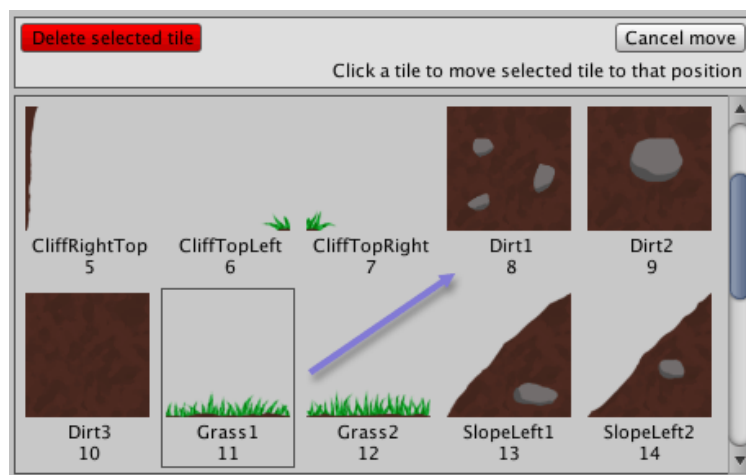 Delete selected tile
Cancel move
Click a tile to move selected tile to that position
CliffRightTop
5
CliffTopLeft
6
CliffTopRight
7
Dirt1
8
Dirt2
9
Dirt3
10
Grass1
11
Grass2
12
SlopeLeft1
13
SlopeLeft2
14